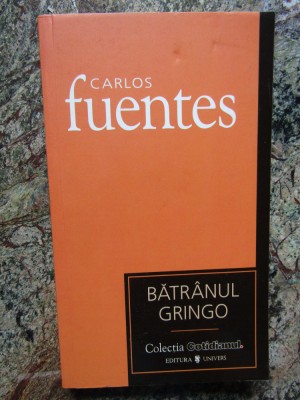 CARLOS
fuentes
BĂTRÂNUL
GRINGO
Colecția Cotidianul.
EDITURA UNIVERS